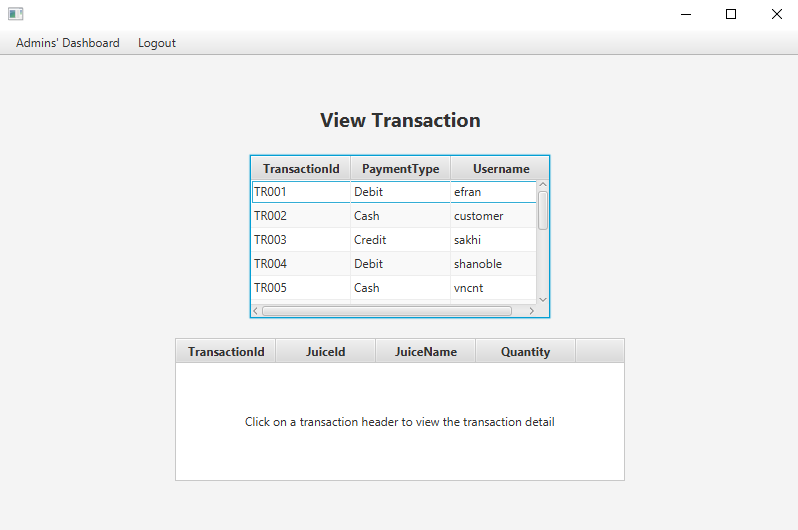 Admins' Dashboard Logout
View Transaction
TransactionId PaymentType Username
TR001 Debit efran
TR002 Cash customer
TR003 Credit sakhi
TR004 Debit shanoble
TR005 Cash vncnt
TransactionId JuiceId JuiceName Quantity
Click on a transaction header to view the transaction detail